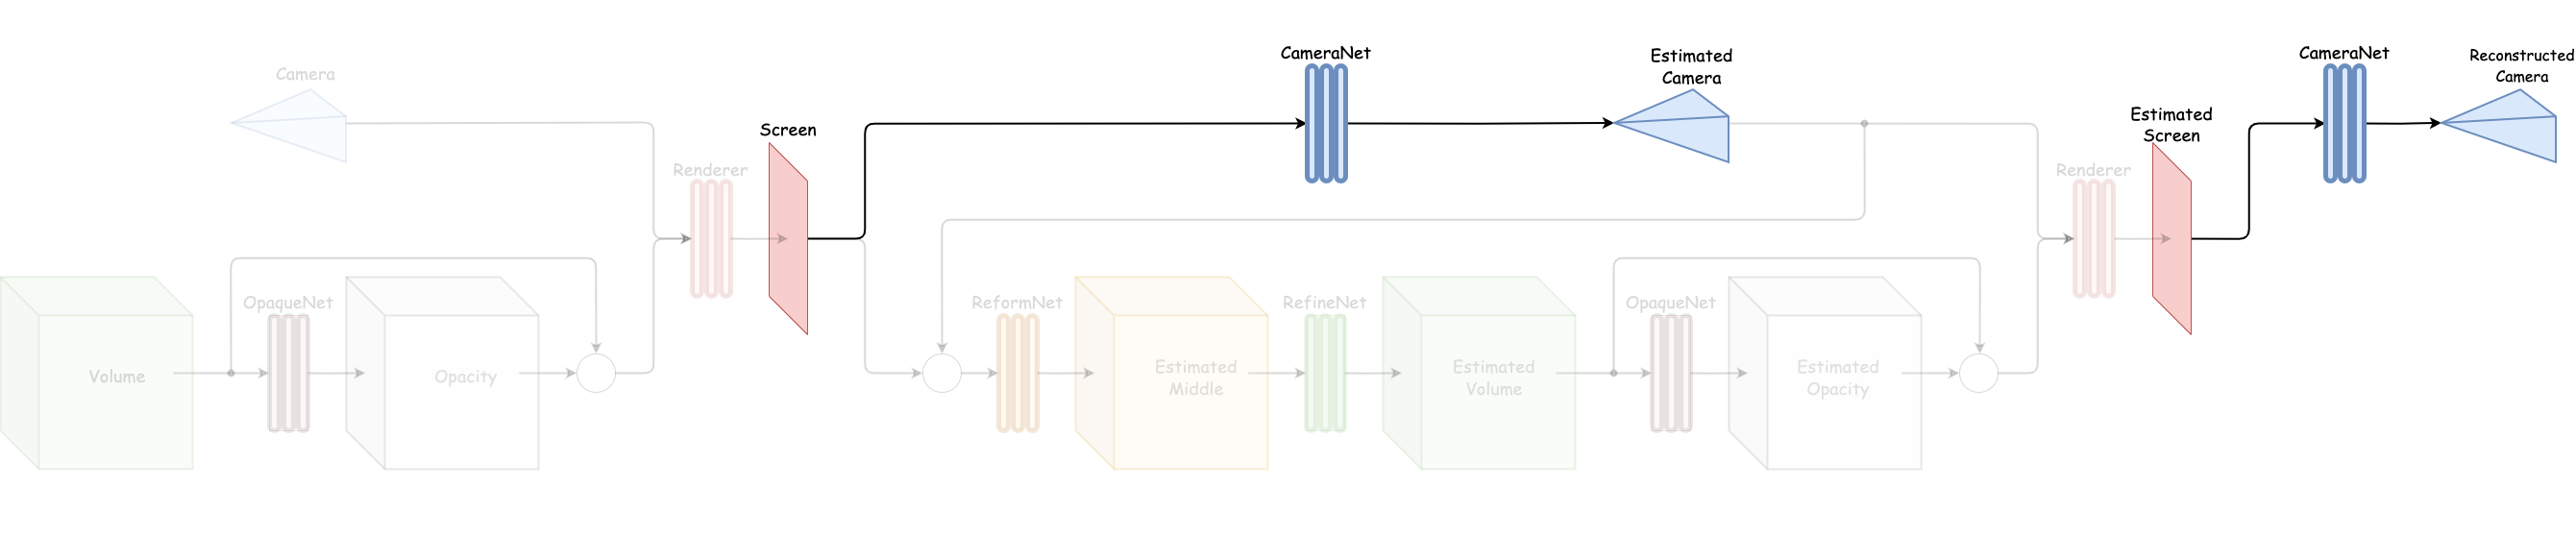 Camera
Screen
Renderer
Volume
OpaqueNet
Opacity
CameraNet
Estimated
Camera
ReformNet
Estimated
Middle
RefineNet
Estimated
Volume
OpaqueNet
Estimated
Opacity
Renderer
Estimated
Screen
CameraNet
Reconstructed
Camera